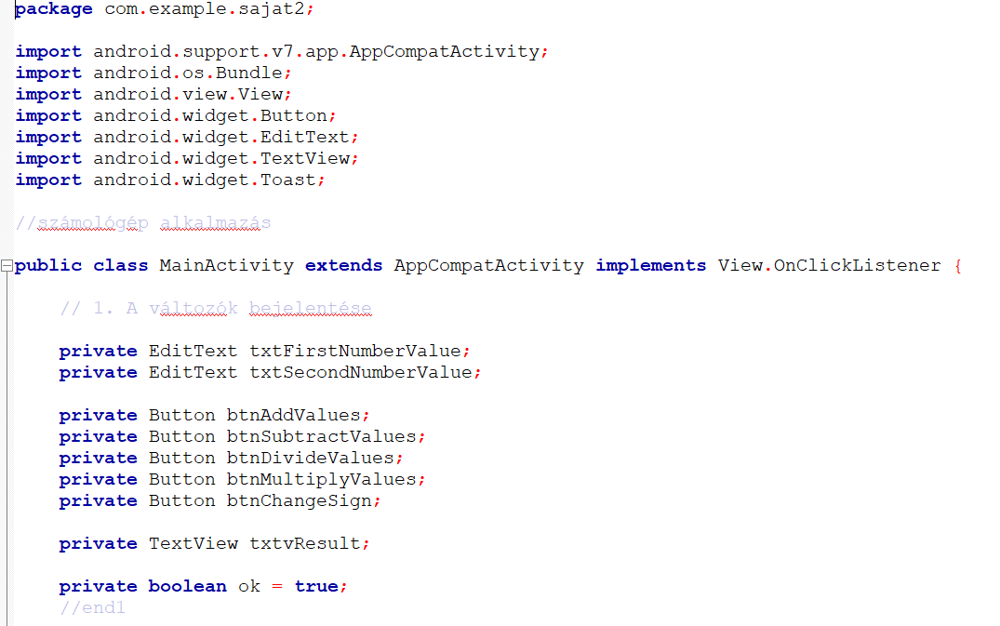 package com.example.sajat2;
import android.support.v7.app.AppCompatActivity;
import android.os.Bundle;
import android.view.View;
import android.widget.Button;
import android.widget.EditText;
import android.widget.TextView;
import android.widget.Toast;
//számológép alkalmazás
public class MainActivity extends AppCompatActivity implements View.OnClickListener {
// 1. A változók bejelentése
private EditText txtFirstNumberValue;
private EditText txtSecondNumberValue;
private Button btnAddValues;
private Button btnSubtractValues;
private Button btnDivideValues;
private Button btnMultiplyValues;
private Button btnChangeSign;
private TextView txtvResult;
private boolean ok = true;
//end1